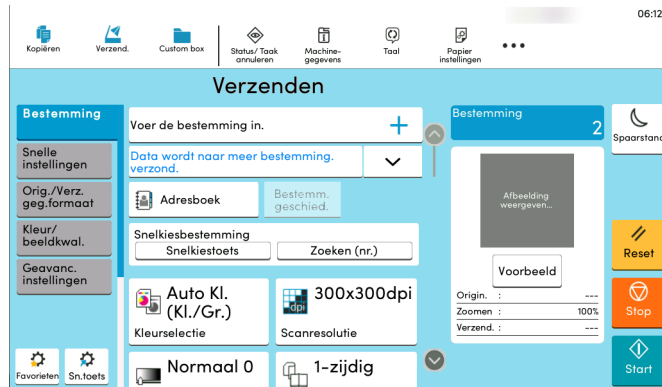 06:12
Kopiëren
Verzend.
Custom box
Status/ Taak
annuleren
Machine-
gegevens
Taal
Papier
instellingen
Verzenden
Bestemming
Snelle
instellingen
Orig./Verz.
geg.formaat
Kleur/
beeldkwal.
Geavanc.
instellingen
Favorieten
Sn.toets
Voer de bestemming in.
Data wordt naar meer bestemming.
verzond.
Adresboek
Bestemm.
geschied.
Snelkiesbestemming
Snelkiestoets
Zoeken (nr.)
Auto Kl.
(Kl./Gr.)
Kleurselectie
dpi
300x300dpi
Scanresolutie
Normaal 0
1-zijdig
Bestemming
2
Afbeelding
weergeven...
Voorbeeld
Origin. : ---
Zoomen : 100%
Verzend. : ---
Spaarstand
Reset
Stop
Start